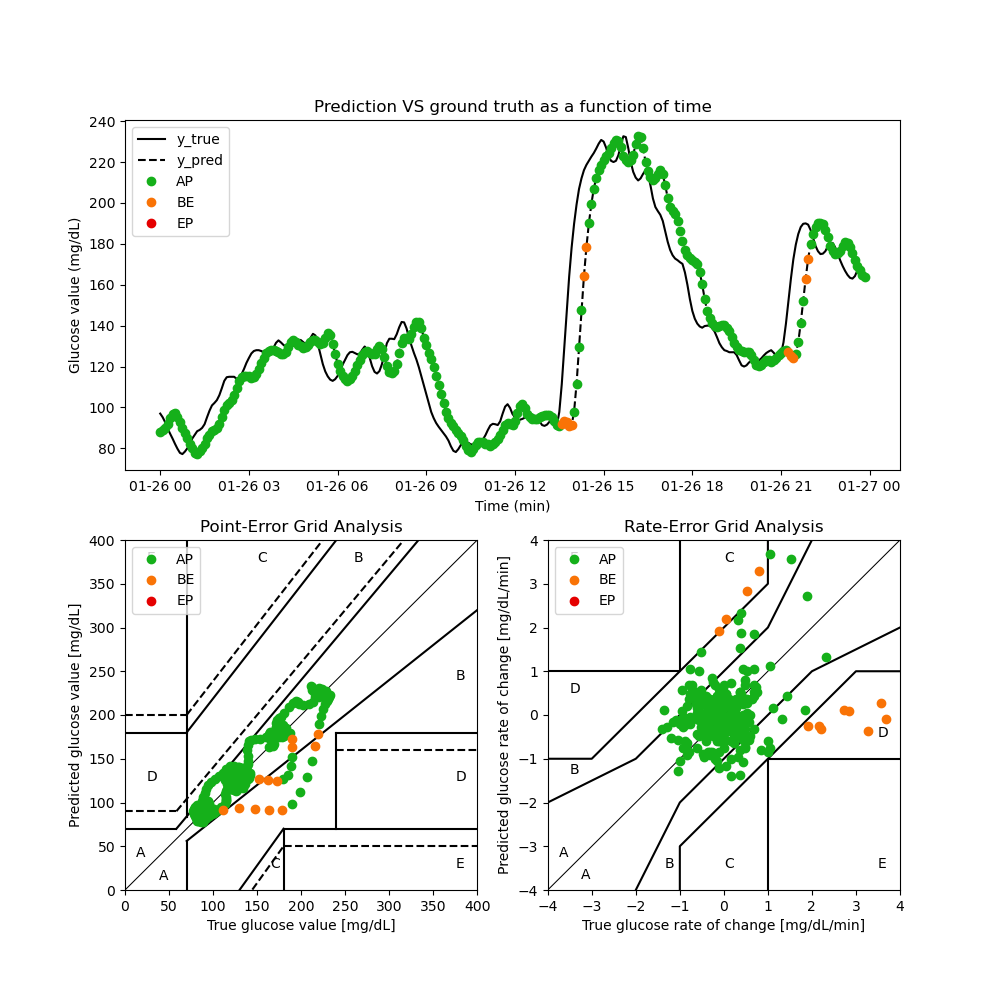 Prediction VS ground truth as a function of time
Glucose value (mg/dL)
240
220
200
180
160
140
120
100
80
y_true
y_pred
AP
BE
EP
01-26 00 01-26 03 01-26 06 01-26 09 01-26 12 01-26 15 01-26 18 01-26 21 01-27 00
Time (min)
Point-Error Grid Analysis
Predicted glucose value [mg/dL]
400
350
300
250
200
150
100
50
0
AP
BE
EP
C
B
B
D
D
A
A
C
E
0 50 100 150 200 250 300 350 400
True glucose value [mg/dL]
Rate-Error Grid Analysis
Predicted glucose rate of change [mg/dL/min]
4
3
2
1
0
−1
−2
−3
−4
AP
BE
EP
C
D
D
B
A
A
B
C
E
−4 −3 −2 −1 0 1 2 3 4
True glucose rate of change [mg/dL/min]